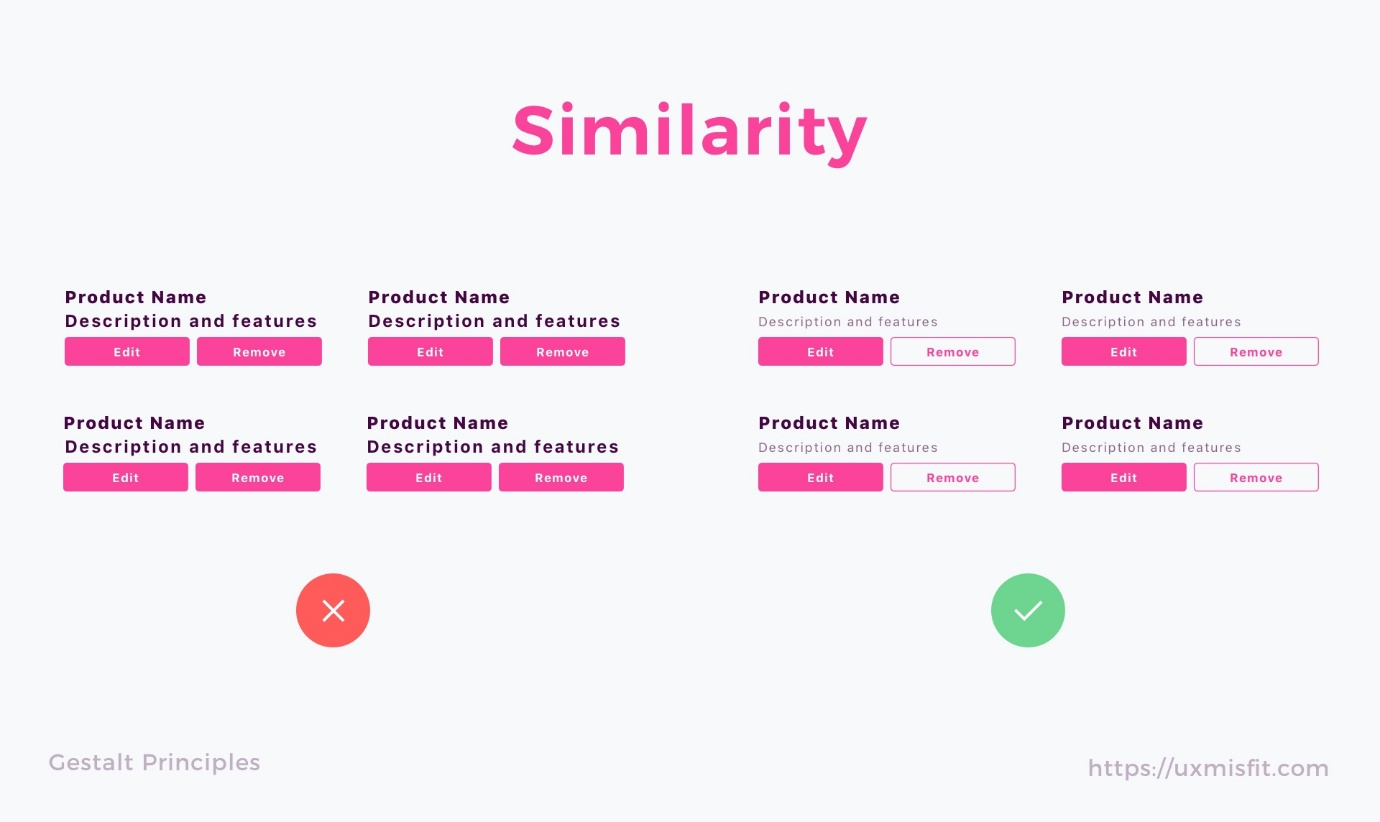 Similarity
Product Name
Description and features
Edit Remove
Product Name
Description and features
Edit Remove
Product Name
Description and features
Edit Remove
Product Name
Description and features
Edit Remove
Product Name
Description and features
Edit Remove
Product Name
Description and features
Edit Remove
Product Name
Description and features
Edit Remove
Product Name
Description and features
Edit Remove
Gestalt Principles
https://uxmisfit.com